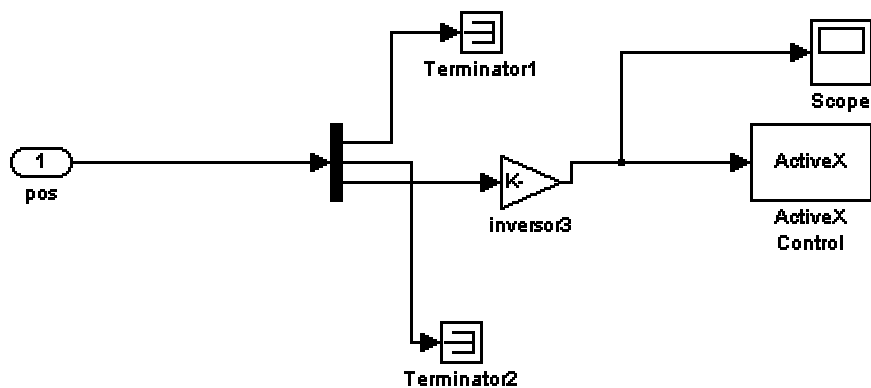 Terminator1
Scope
1
pos
K-
inversor3
ActiveX
ActiveX
Control
Terminator2